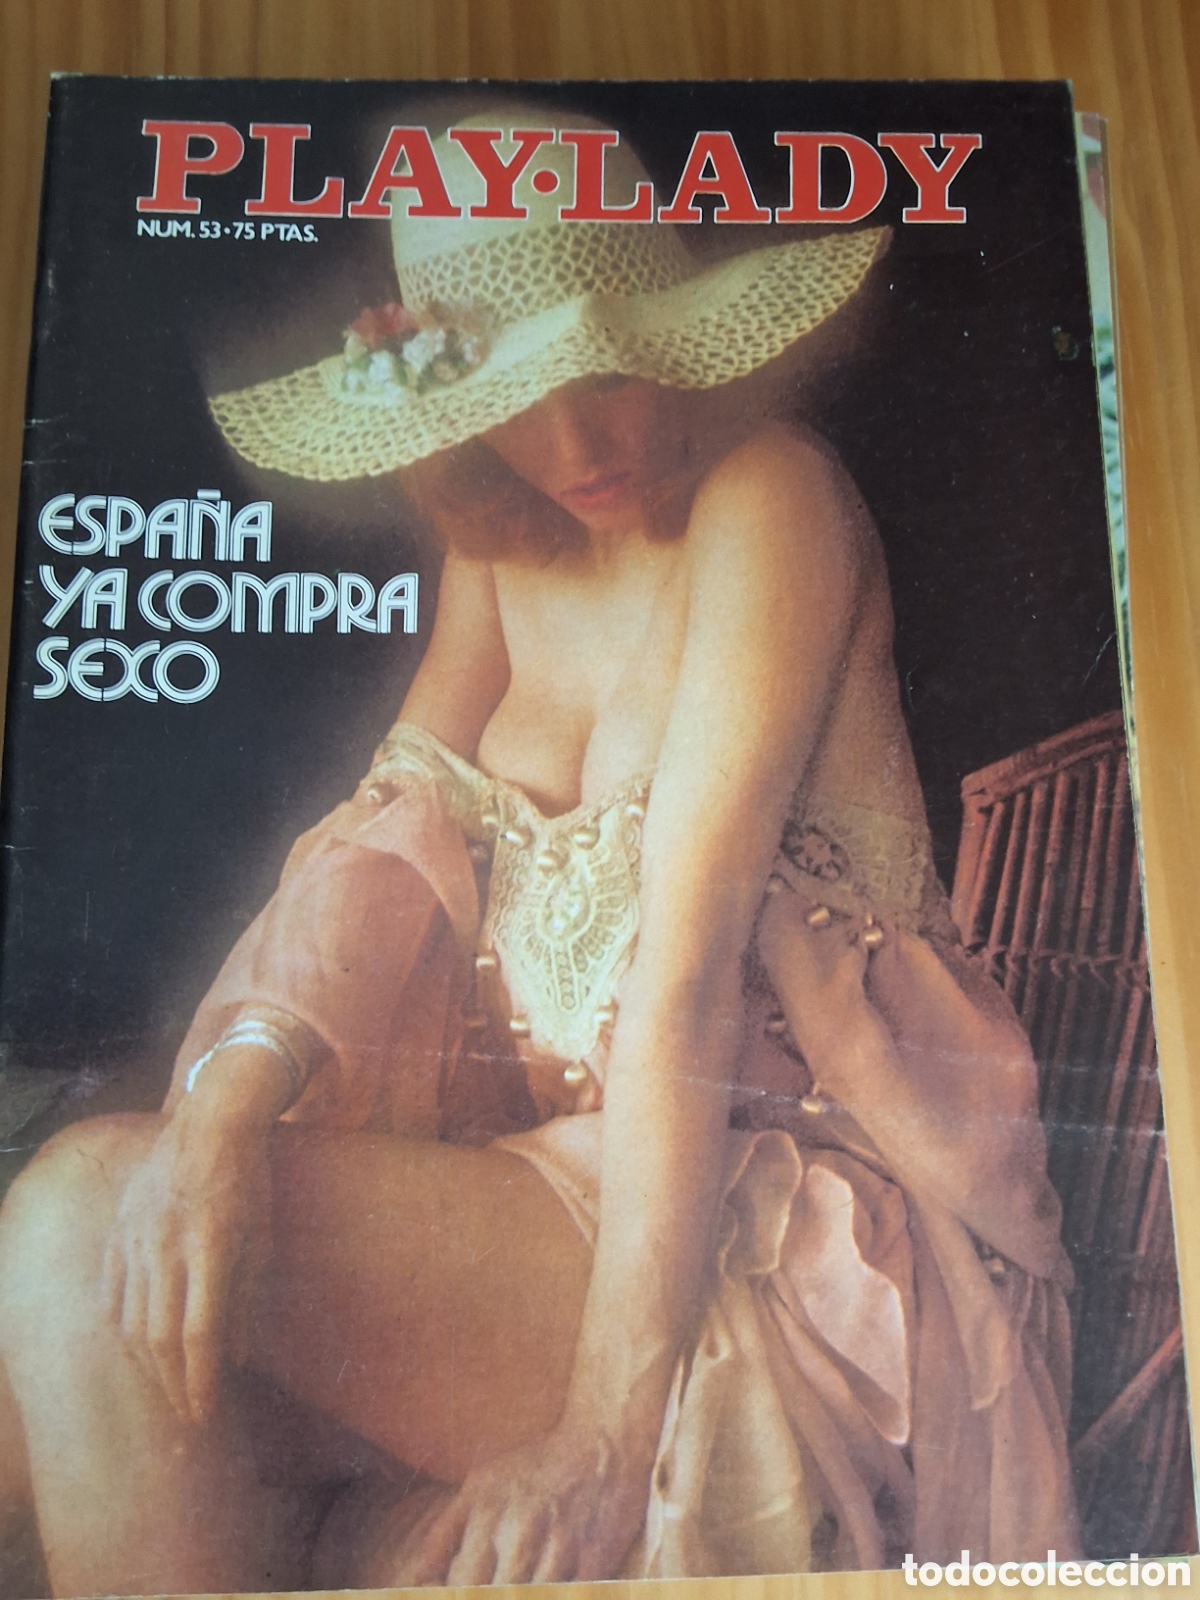 PLAY·LADY
NUM. 53·75 PTAS.
ESPAÑA
YA COMPRA
SEXO
todocoleccion